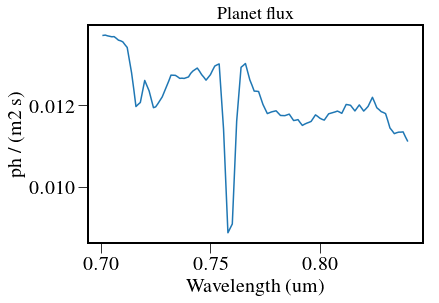 Planet flux
ph / (m2 s)
0.012
0.010
0.70 0.75 0.80
Wavelength (um)